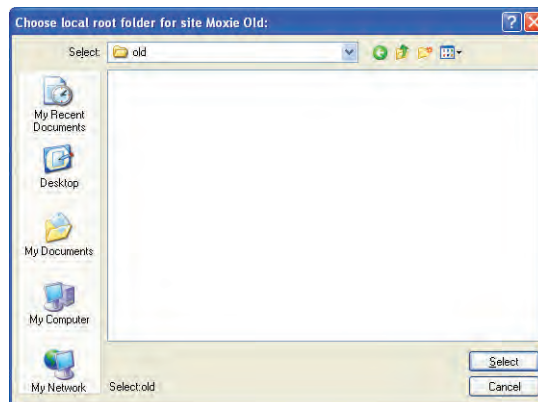 Choose local root folder for site Moxie Old:
Select: old
My Recent
Documents
Desktop
My Documents
My Computer
My Network
Select
Select:old
Cancel